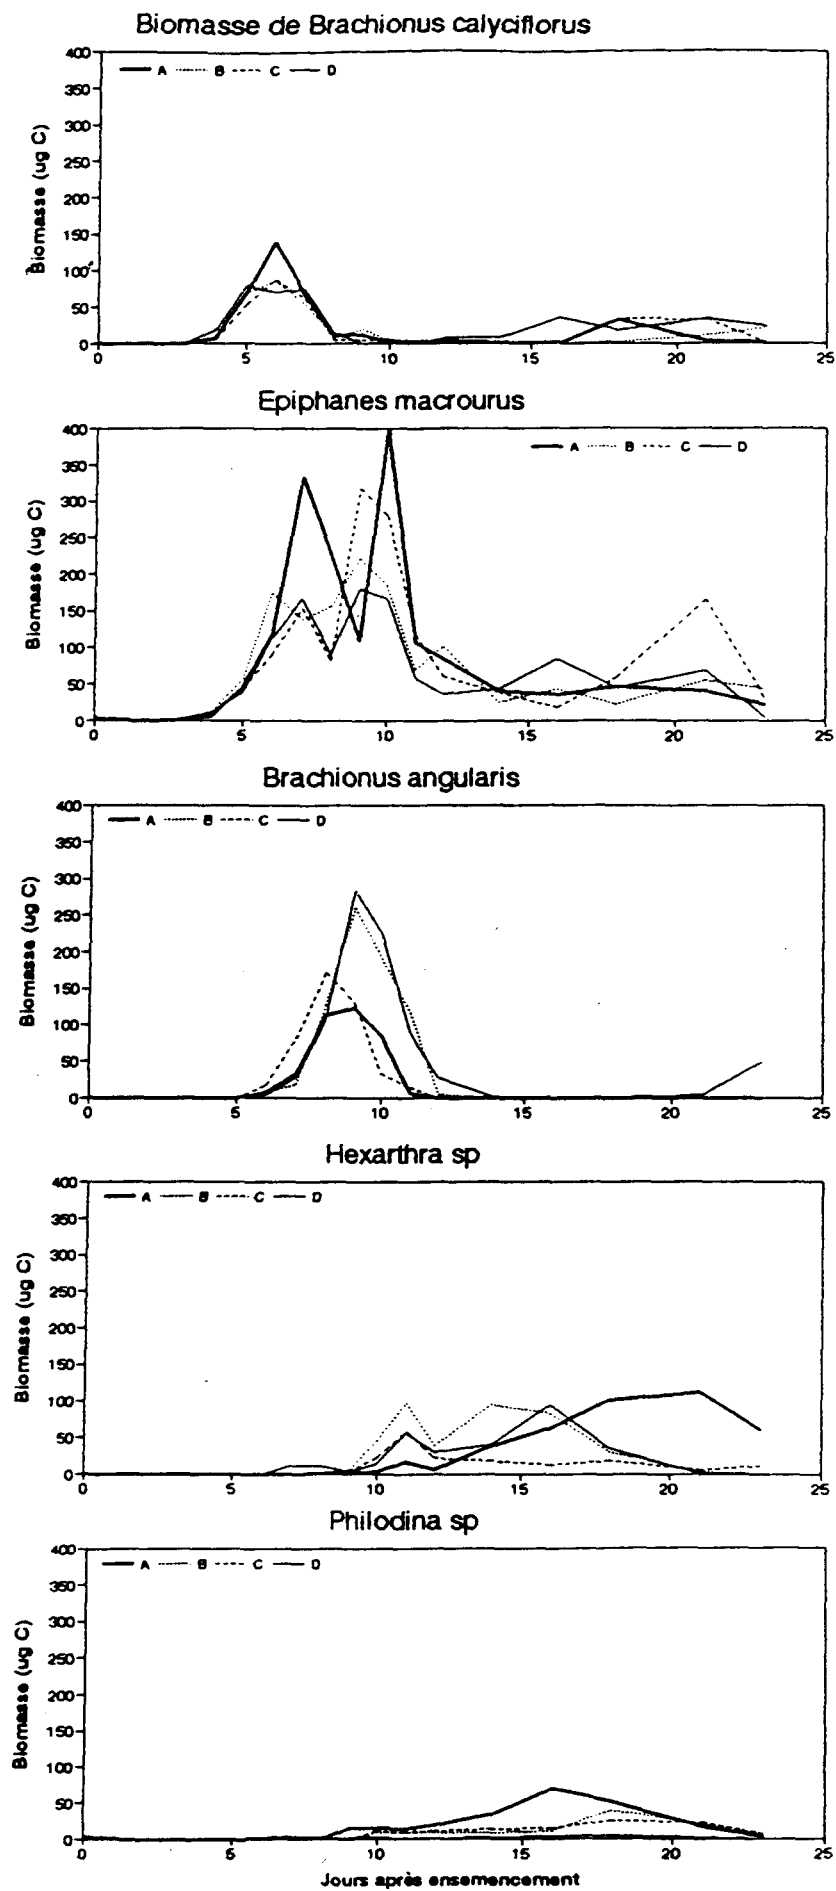 Biomasse de Brachionus calyciflorus
400
350
300
250
200
150
100
50
0
Biomasse (ug C)
A B C D
0 5 10 15 20 25
Epiphanes macrourus
400
350
300
250
200
150
100
50
0
Biomasse (ug C)
A B C D
0 5 10 15 20 25
Brachionus angularis
400
350
300
250
200
150
100
50
0
Biomasse (ug C)
A B C D
0 5 10 15 20 25
Hexarthra sp
400
350
300
250
200
150
100
50
0
Biomasse (ug C)
A B C D
0 5 10 15 20 25
Philodina sp
400
350
300
250
200
150
100
50
0
Biomasse (ug C)
A B C D
0 5 10 15 20 25
Jours après ensemencement